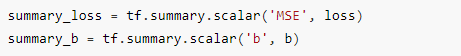 summary_loss = tf.summary.scalar('MSE', loss)
summary_b = tf.summary.scalar('b', b)